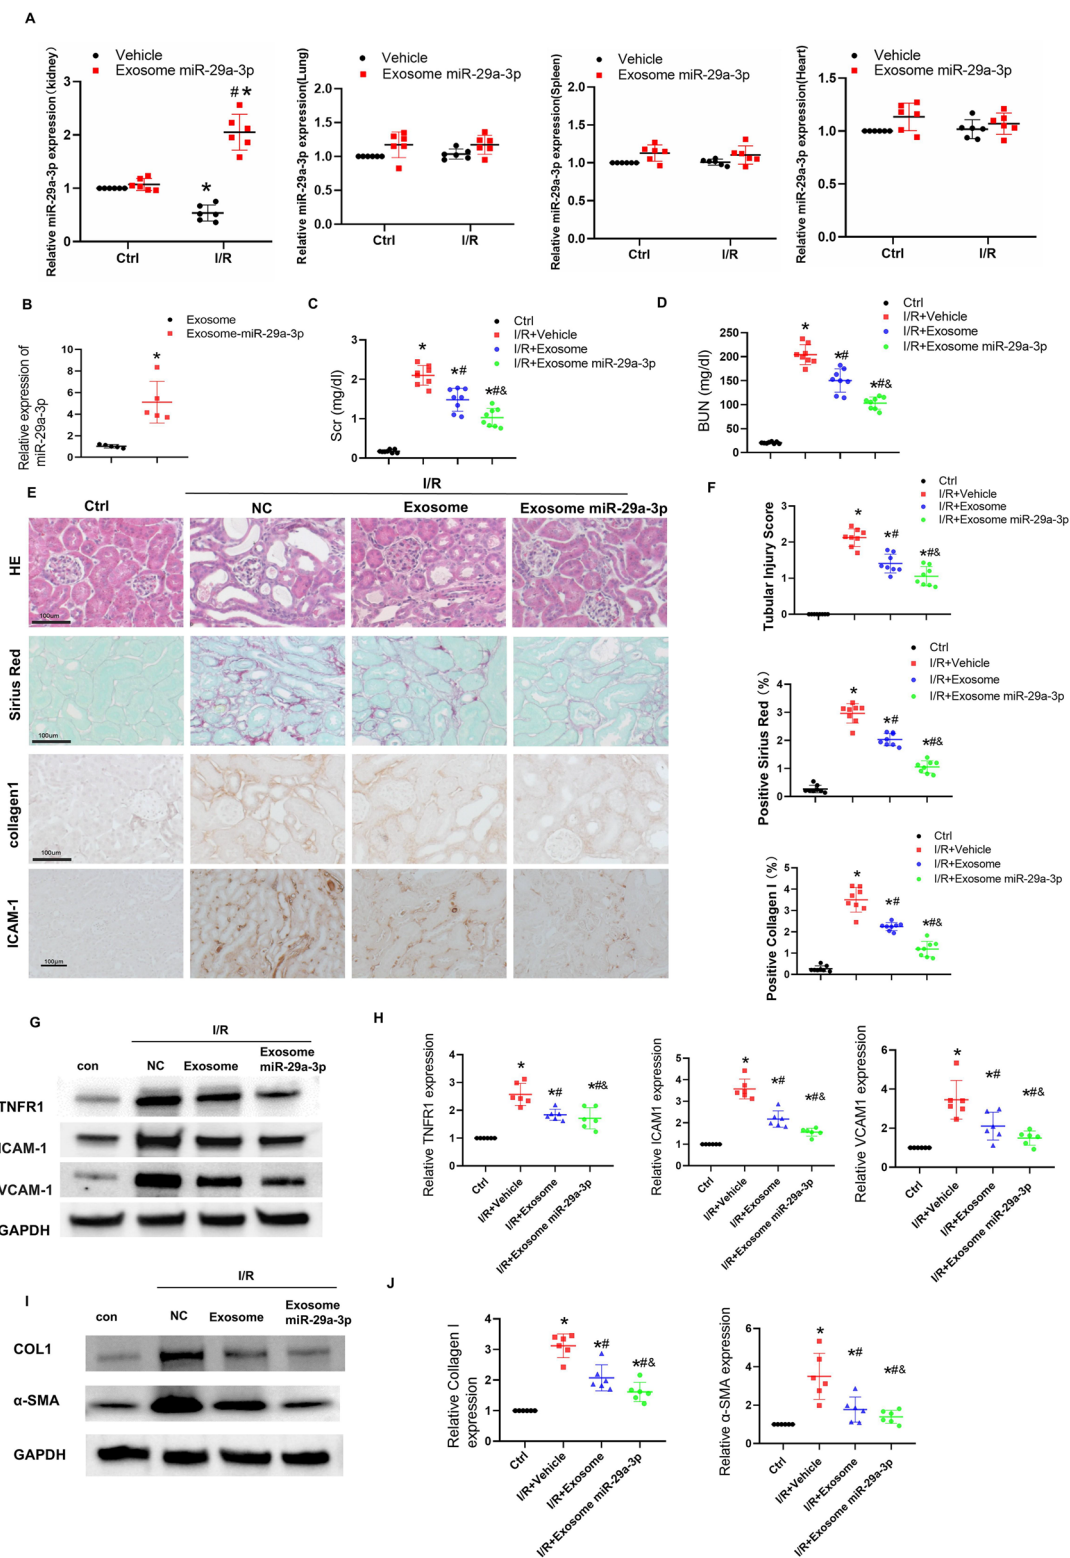 A
Vehicle
Exosome miR-29a-3p
Relative miR-29a-3p expression(kidney)
3
2
1
0
# *
*
Ctrl
I/R
Vehicle
Exosome miR-29a-3p
Relative miR-29a-3p expression(Lung)
2.0
1.5
1.0
0.5
0.0
Ctrl
I/R
Vehicle
Exosome miR-29a-3p
Relative miR-29a-3p expression(Spleen)
2.0
1.5
1.0
0.5
0.0
Ctrl
I/R
Vehicle
Exosome miR-29a-3p
Relative miR-29a-3p expression(Heart)
1.5
1.0
0.5
0.0
Ctrl
I/R
B
Exosome
Exosome-miR-29a-3p
Relative expression of
miR-29a-3p
10
8
6
4
2
0
*
C
Ctrl
I/R+Vehicle
I/R+Exosome
I/R+Exosome miR-29a-3p
Scr (mg/dl)
3
2
1
0
*
*#
*#&
D
Ctrl
I/R+Vehicle
I/R+Exosome
I/R+Exosome miR-29a-3p
BUN (mg/dl)
250
200
150
100
50
0
*
*#
*#&
E
I/R
Ctrl
NC
Exosome
Exosome miR-29a-3p
HE
100um
Sirius Red
100um
collagen1
100um
ICAM-1
100μm
F
Ctrl
I/R+Vehicle
I/R+Exosome
I/R+Exosome miR-29a-3p
Tubular Injury Score
3
2
1
0
*
*#
*#&
Ctrl
I/R+Vehicle
I/R+Exosome
I/R+Exosome miR-29a-3p
Positive Sirius Red (%)
4
3
2
1
0
*
*#
*#&
Ctrl
I/R+Vehicle
I/R+Exosome
I/R+Exosome miR-29a-3p
Positive Collagen I (%)
5
4
3
2
1
0
*
*#
*#&
G
I/R
con
NC
Exosome
Exosome
miR-29a-3p
TNFR1
ICAM-1
VCAM-1
GAPDH
H
Relative TNFR1 expression
4
3
2
1
0
*
*#
*#&
Ctrl
I/R+Vehicle
I/R+Exosome
I/R+Exosome miR-29a-3p
Relative ICAM1 expression
5
4
3
2
1
0
*
*#
*#&
Ctrl
I/R+Vehicle
I/R+Exosome
I/R+Exosome miR-29a-3p
Relative VCAM1 expression
6
4
2
0
*
*#
*#&
Ctrl
I/R+Vehicle
I/R+Exosome
I/R+Exosome miR-29a-3p
I
I/R
con
NC
Exosome
Exosome
miR-29a-3p
COL1
α-SMA
GAPDH
J
Relative Collagen I
expression
4
3
2
1
0
*
*#
*#&
Ctrl
I/R+Vehicle
I/R+Exosome
I/R+Exosome miR-29a-3p
Relative α-SMA expression
6
4
2
0
*
*#
*#&
Ctrl
I/R+Vehicle
I/R+Exosome
I/R+Exosome miR-29a-3p